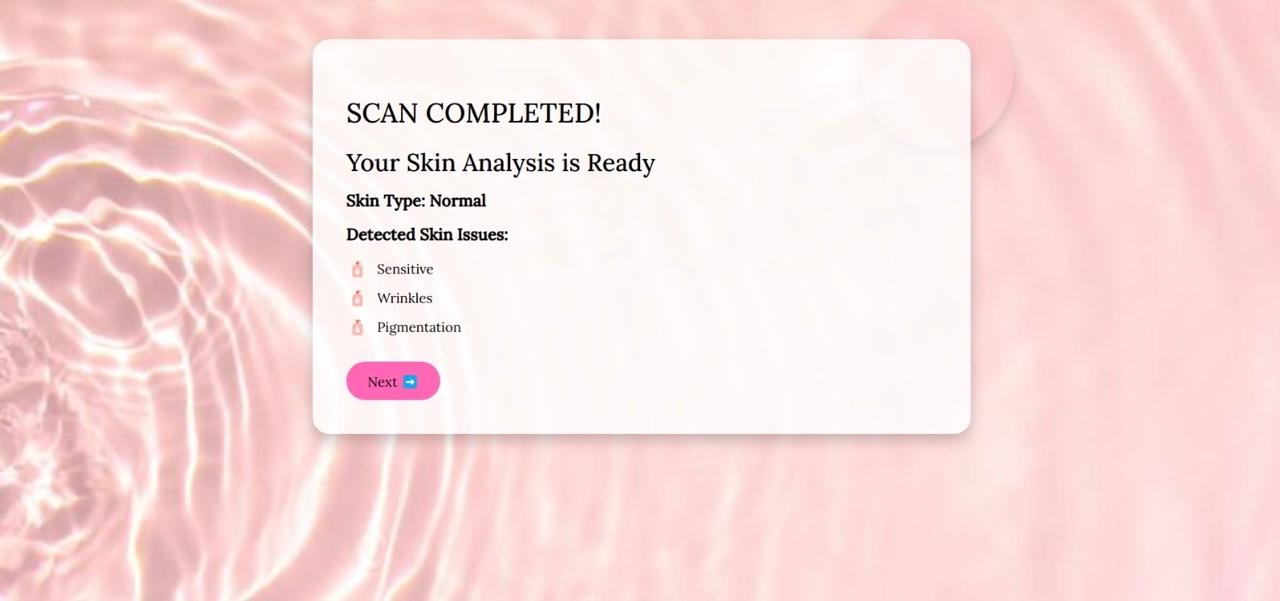 SCAN COMPLETED!
Your Skin Analysis is Ready
Skin Type: Normal
Detected Skin Issues:
Sensitive
Wrinkles
Pigmentation
Next ➡️